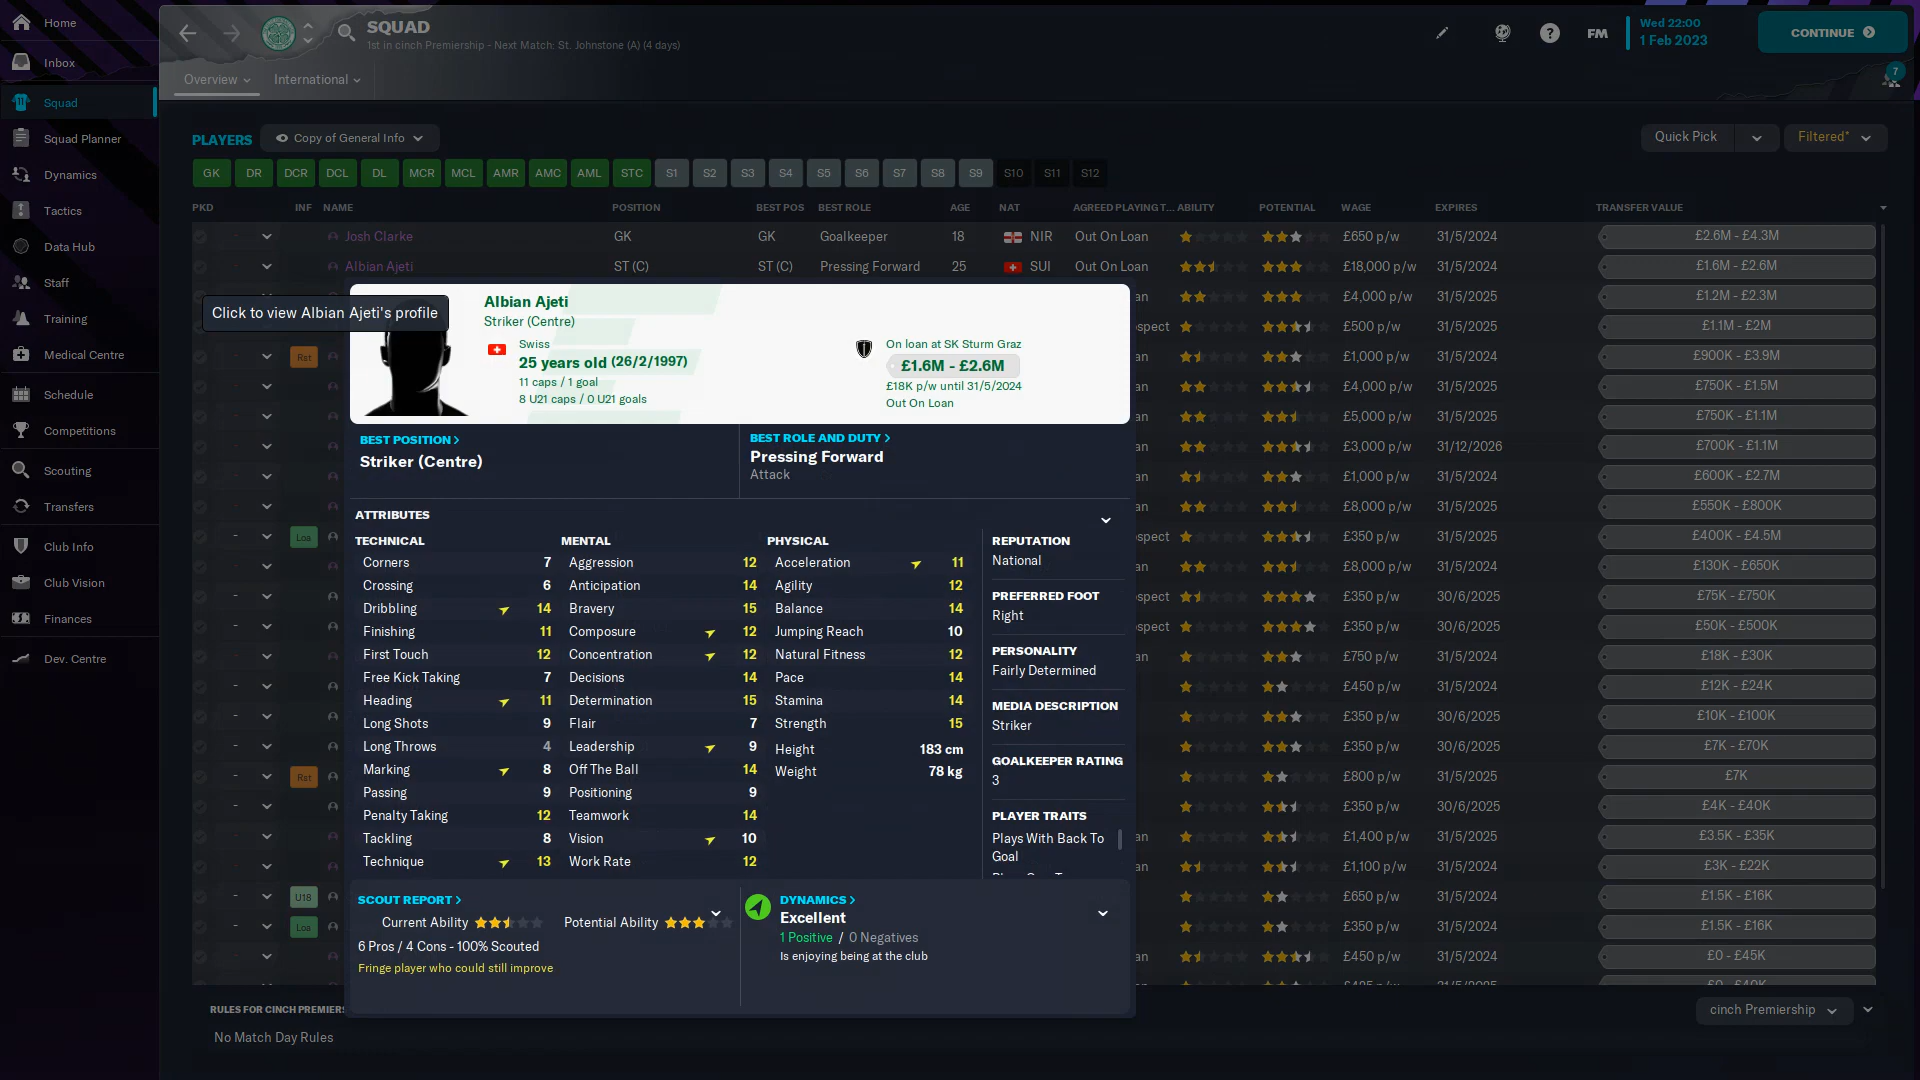 Home
Inbox
Squad
Squad Planner
Dynamics
Tactics
Data Hub
Staff
Training
Medical Centre
Schedule
Competitions
Scouting
Transfers
Club Info
Club Vision
Finances
Dev. Centre
SQUAD
1st in cinch Premiership - Next Match: St. Johnstone (A) (4 days)
Overview
International
FM
Wed 22:00
1 Feb 2023
CONTINUE
7
PLAYERS
Copy of General Info
Quick Pick
Filtered*
GK DR DCR DCL DL MCR MCL AMR AMC AML STC S1 S2 S3 S4 S5 S6 S7 S8 S9 S10 S11 S12
PKD INF NAME POSITION BEST POS BEST ROLE AGE NAT AGREED PLAYING T... ABILITY POTENTIAL WAGE EXPIRES TRANSFER VALUE
- Josh Clarke GK GK Goalkeeper 18 NIR Out On Loan £650 p/w 31/5/2024 £2.6M - £4.3M
- Albian Ajeti ST (C) ST (C) Pressing Forward 25 SUI Out On Loan £18,000 p/w 31/5/2024 £1.6M - £2.6M
an £4,000 p/w 31/5/2024 £1.2M - £2.3M
spect £500 p/w 31/5/2024 £1.1M - £2M
- Rst an £1,000 p/w 31/5/2024 £900K - £3.9M
- an £4,000 p/w 31/5/2025 £750K - £1.5M
- an £5,000 p/w 31/5/2025 £750K - £1.1M
- an £3,000 p/w 31/12/2026 £700K - £1.1M
- an £1,000 p/w 31/5/2024 £600K - £2.7M
- an £8,000 p/w 31/5/2025 £550K - £800K
- Loa spect £350 p/w 31/5/2024 £400K - £4.5M
- an £8,000 p/w 31/5/2024 £130K - £650K
- spect £350 p/w 30/6/2025 £75K - £750K
- spect £350 p/w 30/6/2025 £50K - £500K
- an £750 p/w 31/5/2024 £18K - £30K
- £450 p/w 31/5/2024 £12K - £24K
- £350 p/w 30/6/2025 £10K - £100K
- £350 p/w 30/6/2025 £7K - £70K
- Rst £800 p/w 31/5/2025 £7K
- £350 p/w 30/6/2025 £4K - £40K
- an £1,400 p/w 31/5/2025 £3.5K - £35K
- an £1,100 p/w 31/5/2024 £3K - £22K
- U18 £650 p/w 31/5/2024 £1.5K - £16K
- Loa £350 p/w 31/5/2024 £1.5K - £16K
- £450 p/w 31/5/2024 £0 - £45K
Click to view Albian Ajeti's profile
Albian Ajeti
Striker (Centre)
Swiss
25 years old (26/2/1997)
11 caps / 1 goal
8 U21 caps / 0 U21 goals
On loan at SK Sturm Graz
£1.6M - £2.6M
£18K p/w until 31/5/2024
Out On Loan
BEST POSITION
Striker (Centre)
BEST ROLE AND DUTY
Pressing Forward
Attack
ATTRIBUTES
TECHNICAL
Corners 7
Crossing 6
Dribbling 14
Finishing 11
First Touch 12
Free Kick Taking 7
Heading 11
Long Shots 9
Long Throws 4
Marking 8
Passing 9
Penalty Taking 12
Tackling 8
Technique 13
MENTAL
Aggression 12
Anticipation 14
Bravery 15
Composure 12
Concentration 12
Decisions 14
Determination 15
Flair 7
Leadership 9
Off The Ball 14
Positioning 9
Teamwork 14
Vision 10
Work Rate 12
PHYSICAL
Acceleration 11
Agility 12
Balance 14
Jumping Reach 10
Natural Fitness 12
Pace 14
Stamina 14
Strength 15
Height 183 cm
Weight 78 kg
REPUTATION
National
PREFERRED FOOT
Right
PERSONALITY
Fairly Determined
MEDIA DESCRIPTION
Striker
GOALKEEPER RATING
3
PLAYER TRAITS
Plays With Back To
Goal
SCOUT REPORT
Current Ability
Potential Ability
6 Pros / 4 Cons - 100% Scouted
Fringe player who could still improve
DYNAMICS
Excellent
1 Positive / 0 Negatives
Is enjoying being at the club
RULES FOR CINCH PREMIERS
No Match Day Rules
cinch Premiership